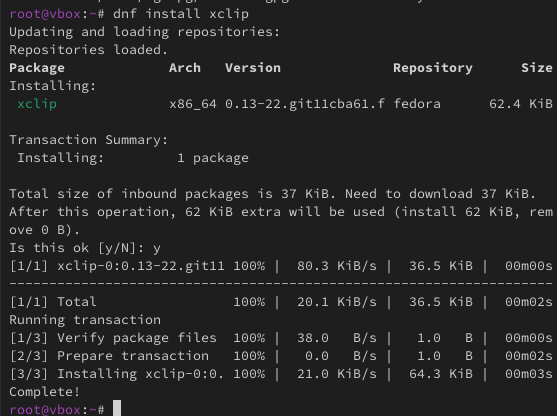 root@vbox:~# dnf install xclip
Updating and loading repositories:
Repositories loaded.
Package Arch Version Repository Size
Installing:
xclip x86_64 0.13-22.git11cba61.f fedora 62.4 KiB
Transaction Summary:
Installing: 1 package
Total size of inbound packages is 37 KiB. Need to download 37 KiB.
After this operation, 62 KiB extra will be used (install 62 KiB, rem
ove 0 B).
Is this ok [y/N]: y
[1/1] xclip-0:0.13-22.git11 100% | 80.3 KiB/s | 36.5 KiB | 00m00s
--------------------------------------------------------------------
[1/1] Total 100% | 20.1 KiB/s | 36.5 KiB | 00m02s
Running transaction
[1/3] Verify package files 100% | 38.0 B/s | 1.0 B | 00m00s
[2/3] Prepare transaction 100% | 0.0 B/s | 1.0 B | 00m02s
[3/3] Installing xclip-0:0. 100% | 21.0 KiB/s | 64.3 KiB | 00m03s
Complete!
root@vbox:~#